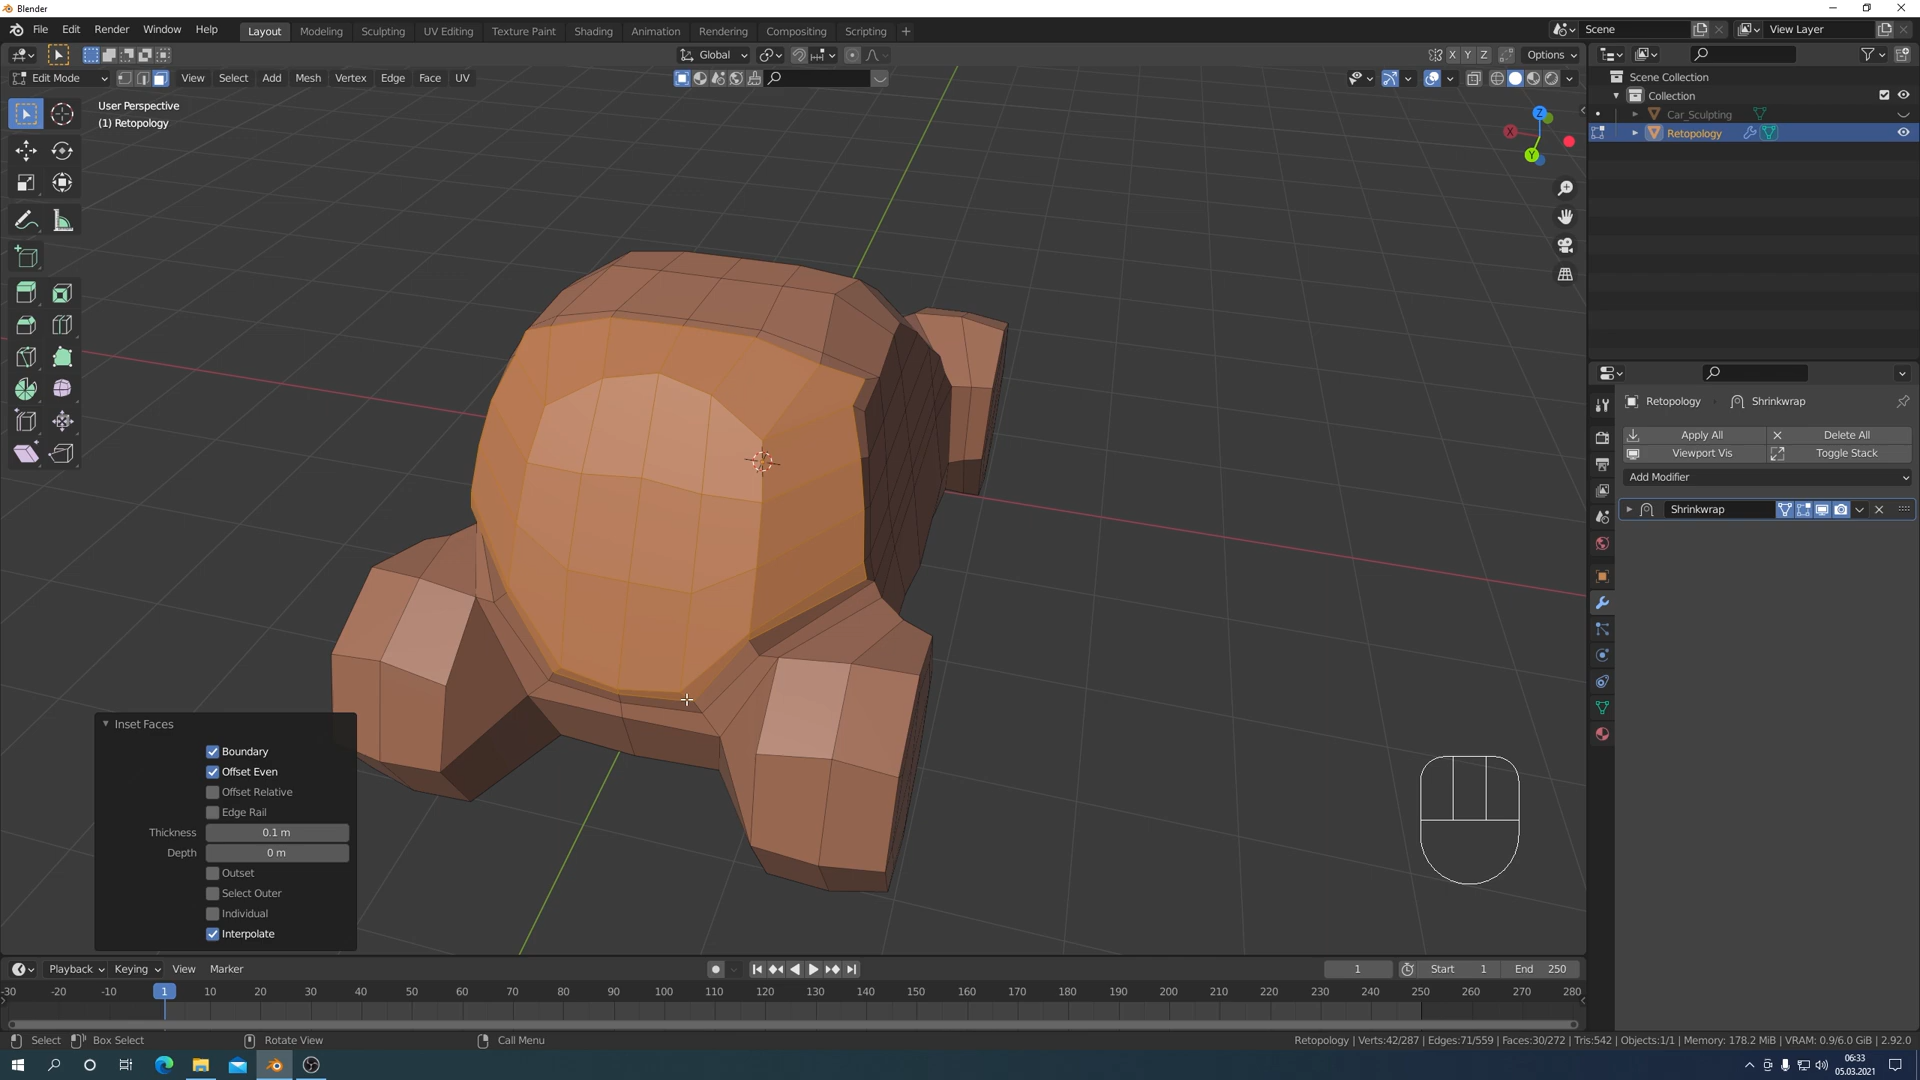 Blender
File Edit Render Window Help Layout Modeling Sculpting UV Editing Texture Paint Shading Animation Rendering Compositing Scripting + Scene View Layer
Global X Y Z Options
Edit Mode View Select Add Mesh Vertex Edge Face UV
User Perspective
(1) Retopology
Z
X
Y
Scene Collection
Collection
Car_Sculpting
Retopology
Retopology Shrinkwrap
Apply All Delete All
Viewport Vis Toggle Stack
Add Modifier
Shrinkwrap
Inset Faces
Boundary
Offset Even
Offset Relative
Edge Rail
Thickness 0.1 m
Depth 0 m
Outset
Select Outer
Individual
Interpolate
Playback Keying View Marker 1 Start 1 End 250
-30 -20 -10 1 10 20 30 40 50 60 70 80 90 100 110 120 130 140 150 160 170 180 190 200 210 220 230 240 250 260 270 280
Select Box Select Rotate View Call Menu Retopology | Verts:42/287 | Edges:71/559 | Faces:30/272 | Tris:542 | Objects:1/1 | Memory: 178.2 MiB | VRAM: 0.9/6.0 GiB | 2.92.0
06:33
05.03.2021